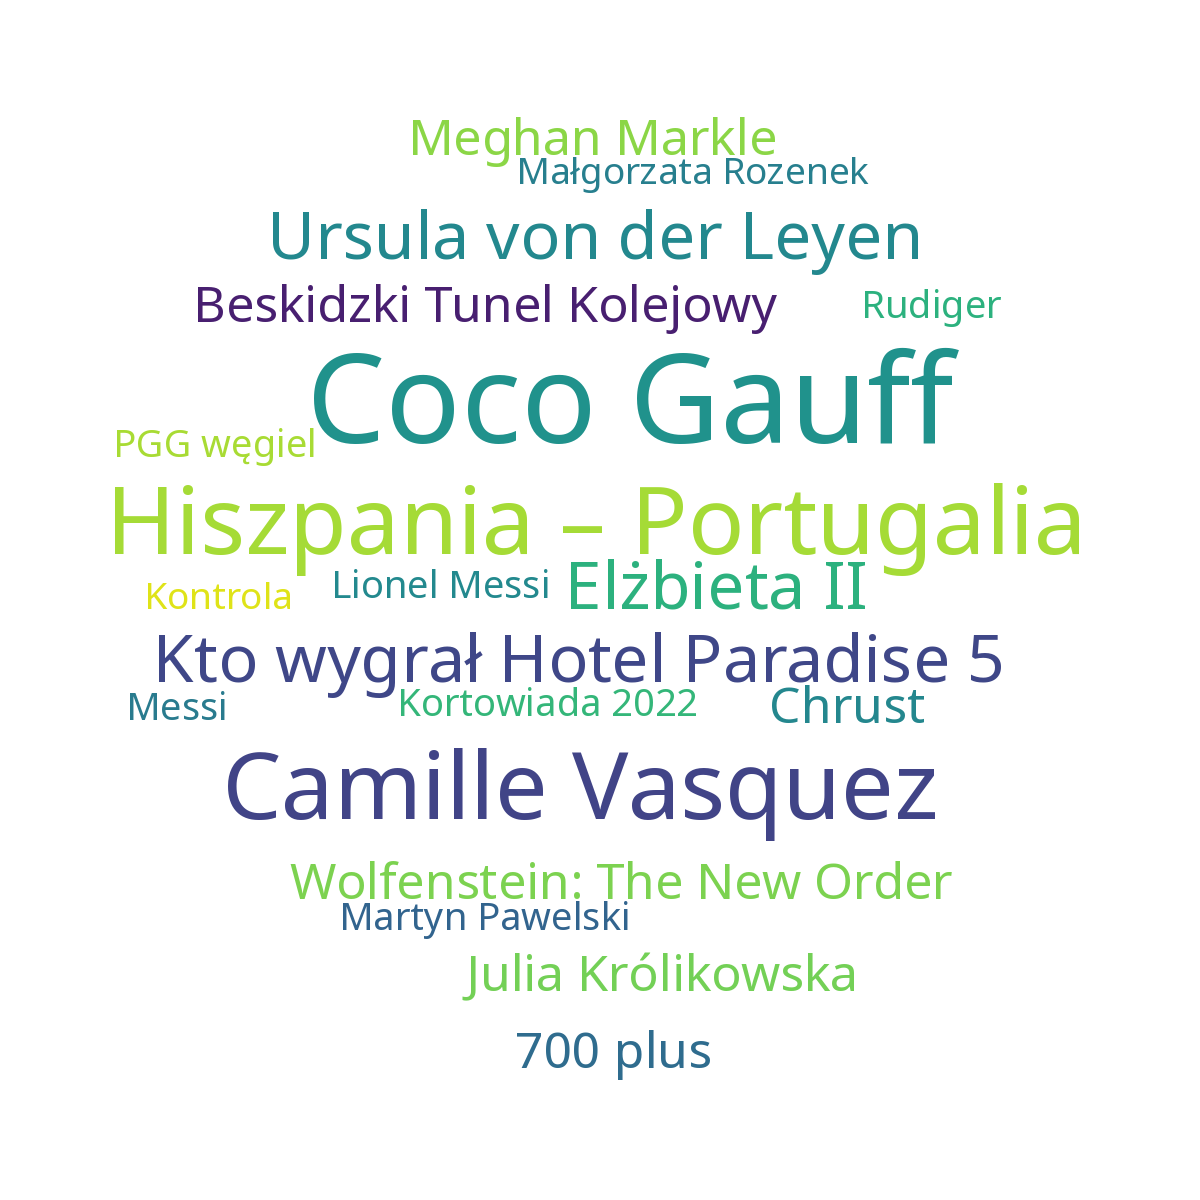 Meghan Markle
Małgorzata Rozenek
Ursula von der Leyen
Beskidzki Tunel Kolejowy
Rudiger
Coco Gauff
PGG węgiel
Hiszpania – Portugalia
Kontrola
Lionel Messi
Elżbieta II
Kto wygrał Hotel Paradise 5
Messi
Kortowiada 2022
Chrust
Camille Vasquez
Wolfenstein: The New Order
Martyn Pawelski
Julia Królikowska
700 plus